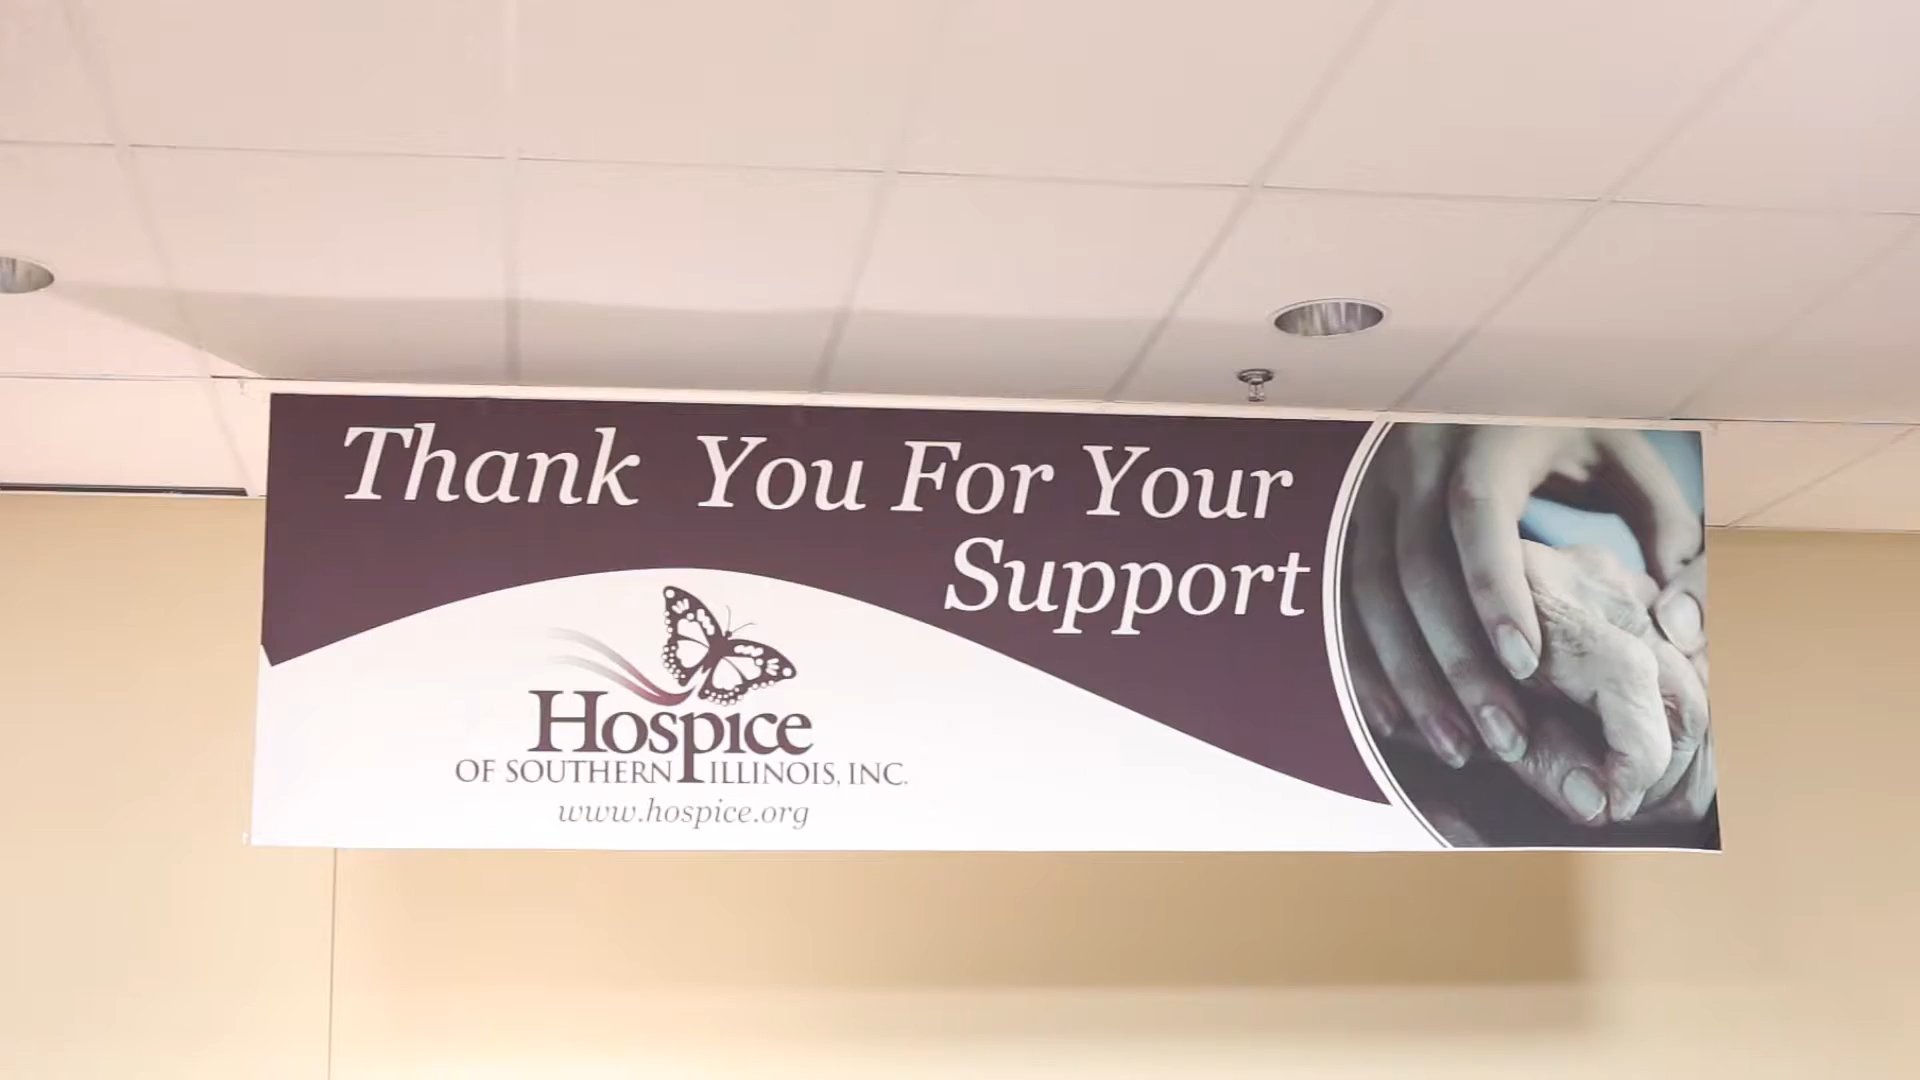 Thank You For Your
Support
Hospice
OF SOUTHERN ILLINOIS, INC.
www.hospice.org